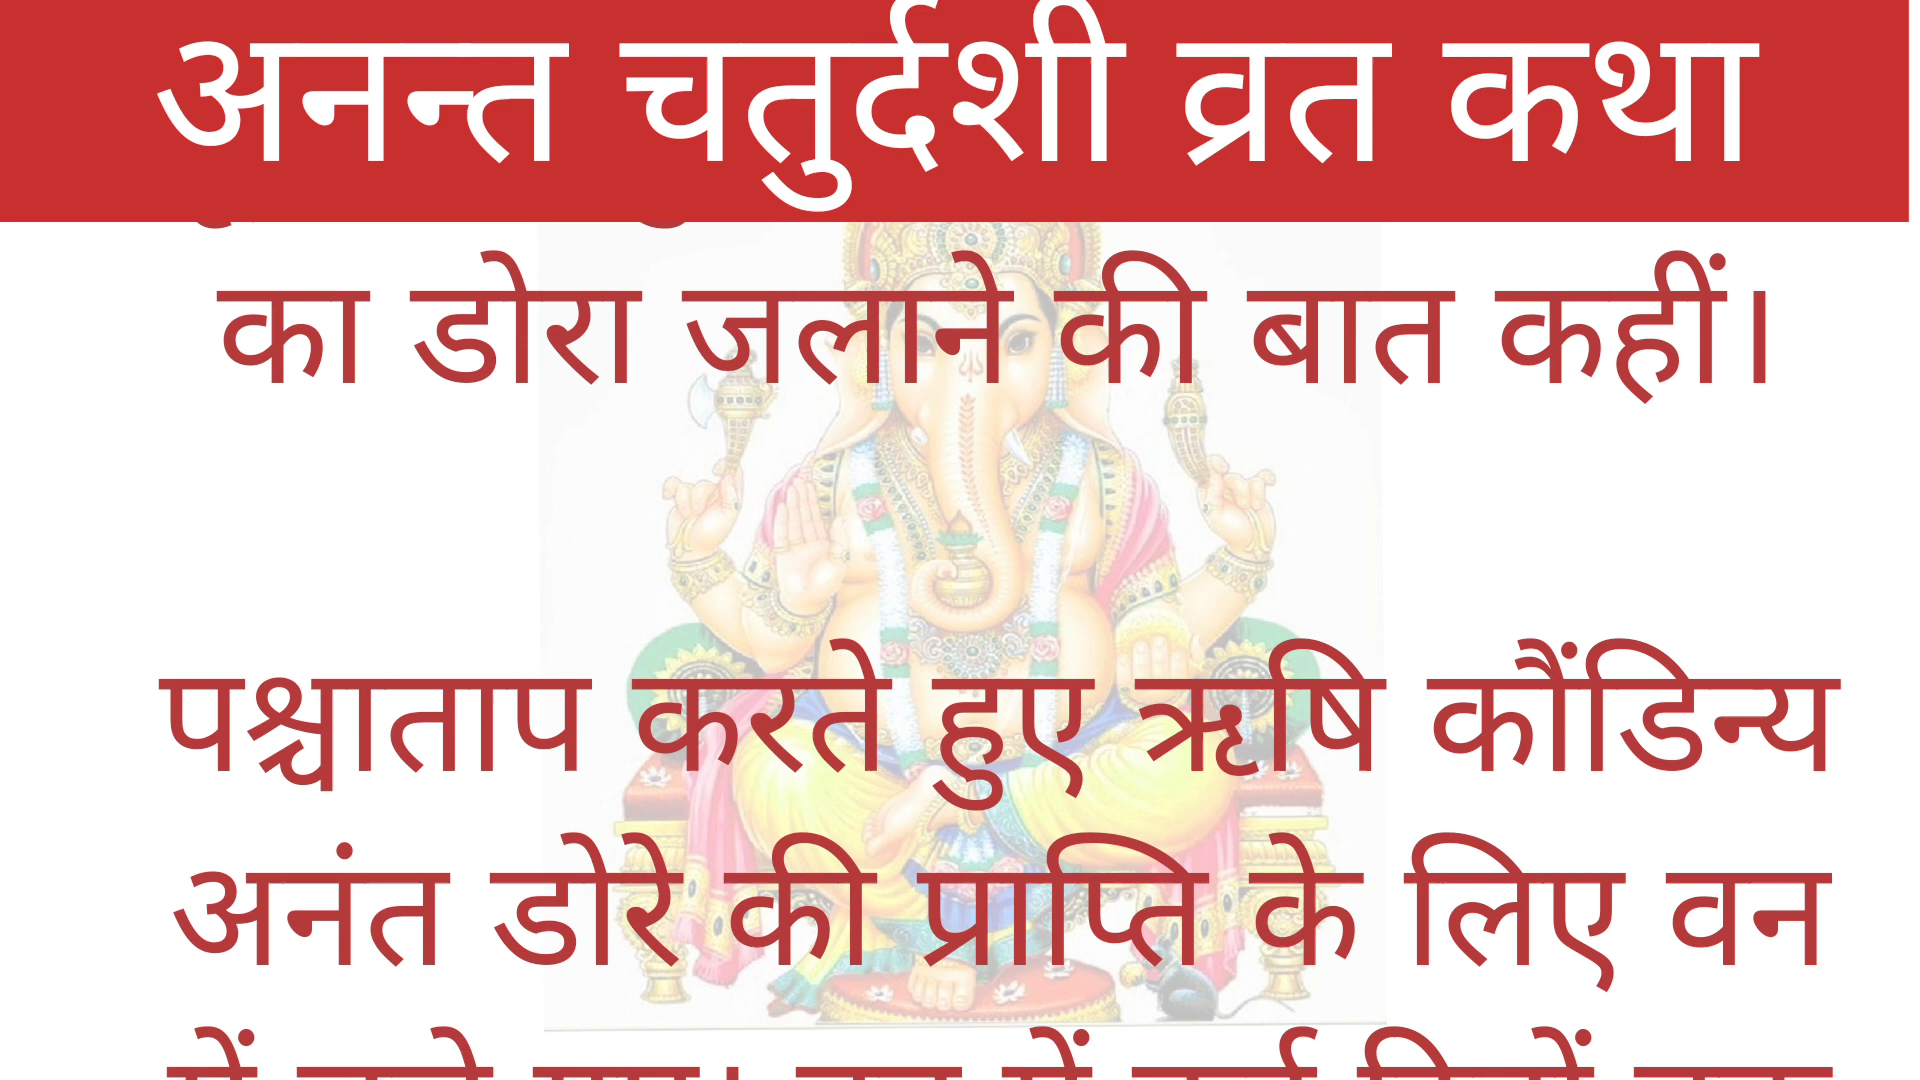 अनन्त चतुर्दशी व्रत कथा
का डोरा जलाने की बात कहीं।
पश्चाताप करते हुए ऋषि कौंडिन्य
अनंत डोरे की प्राप्ति के लिए वन